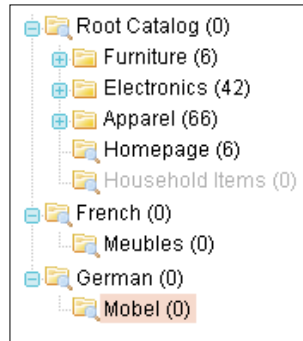 Root Catalog (0)
Furniture (6)
Electronics (42)
Apparel (66)
Homepage (6)
Household Items (0)
French (0)
Meubles (0)
German (0)
Mobel (0)